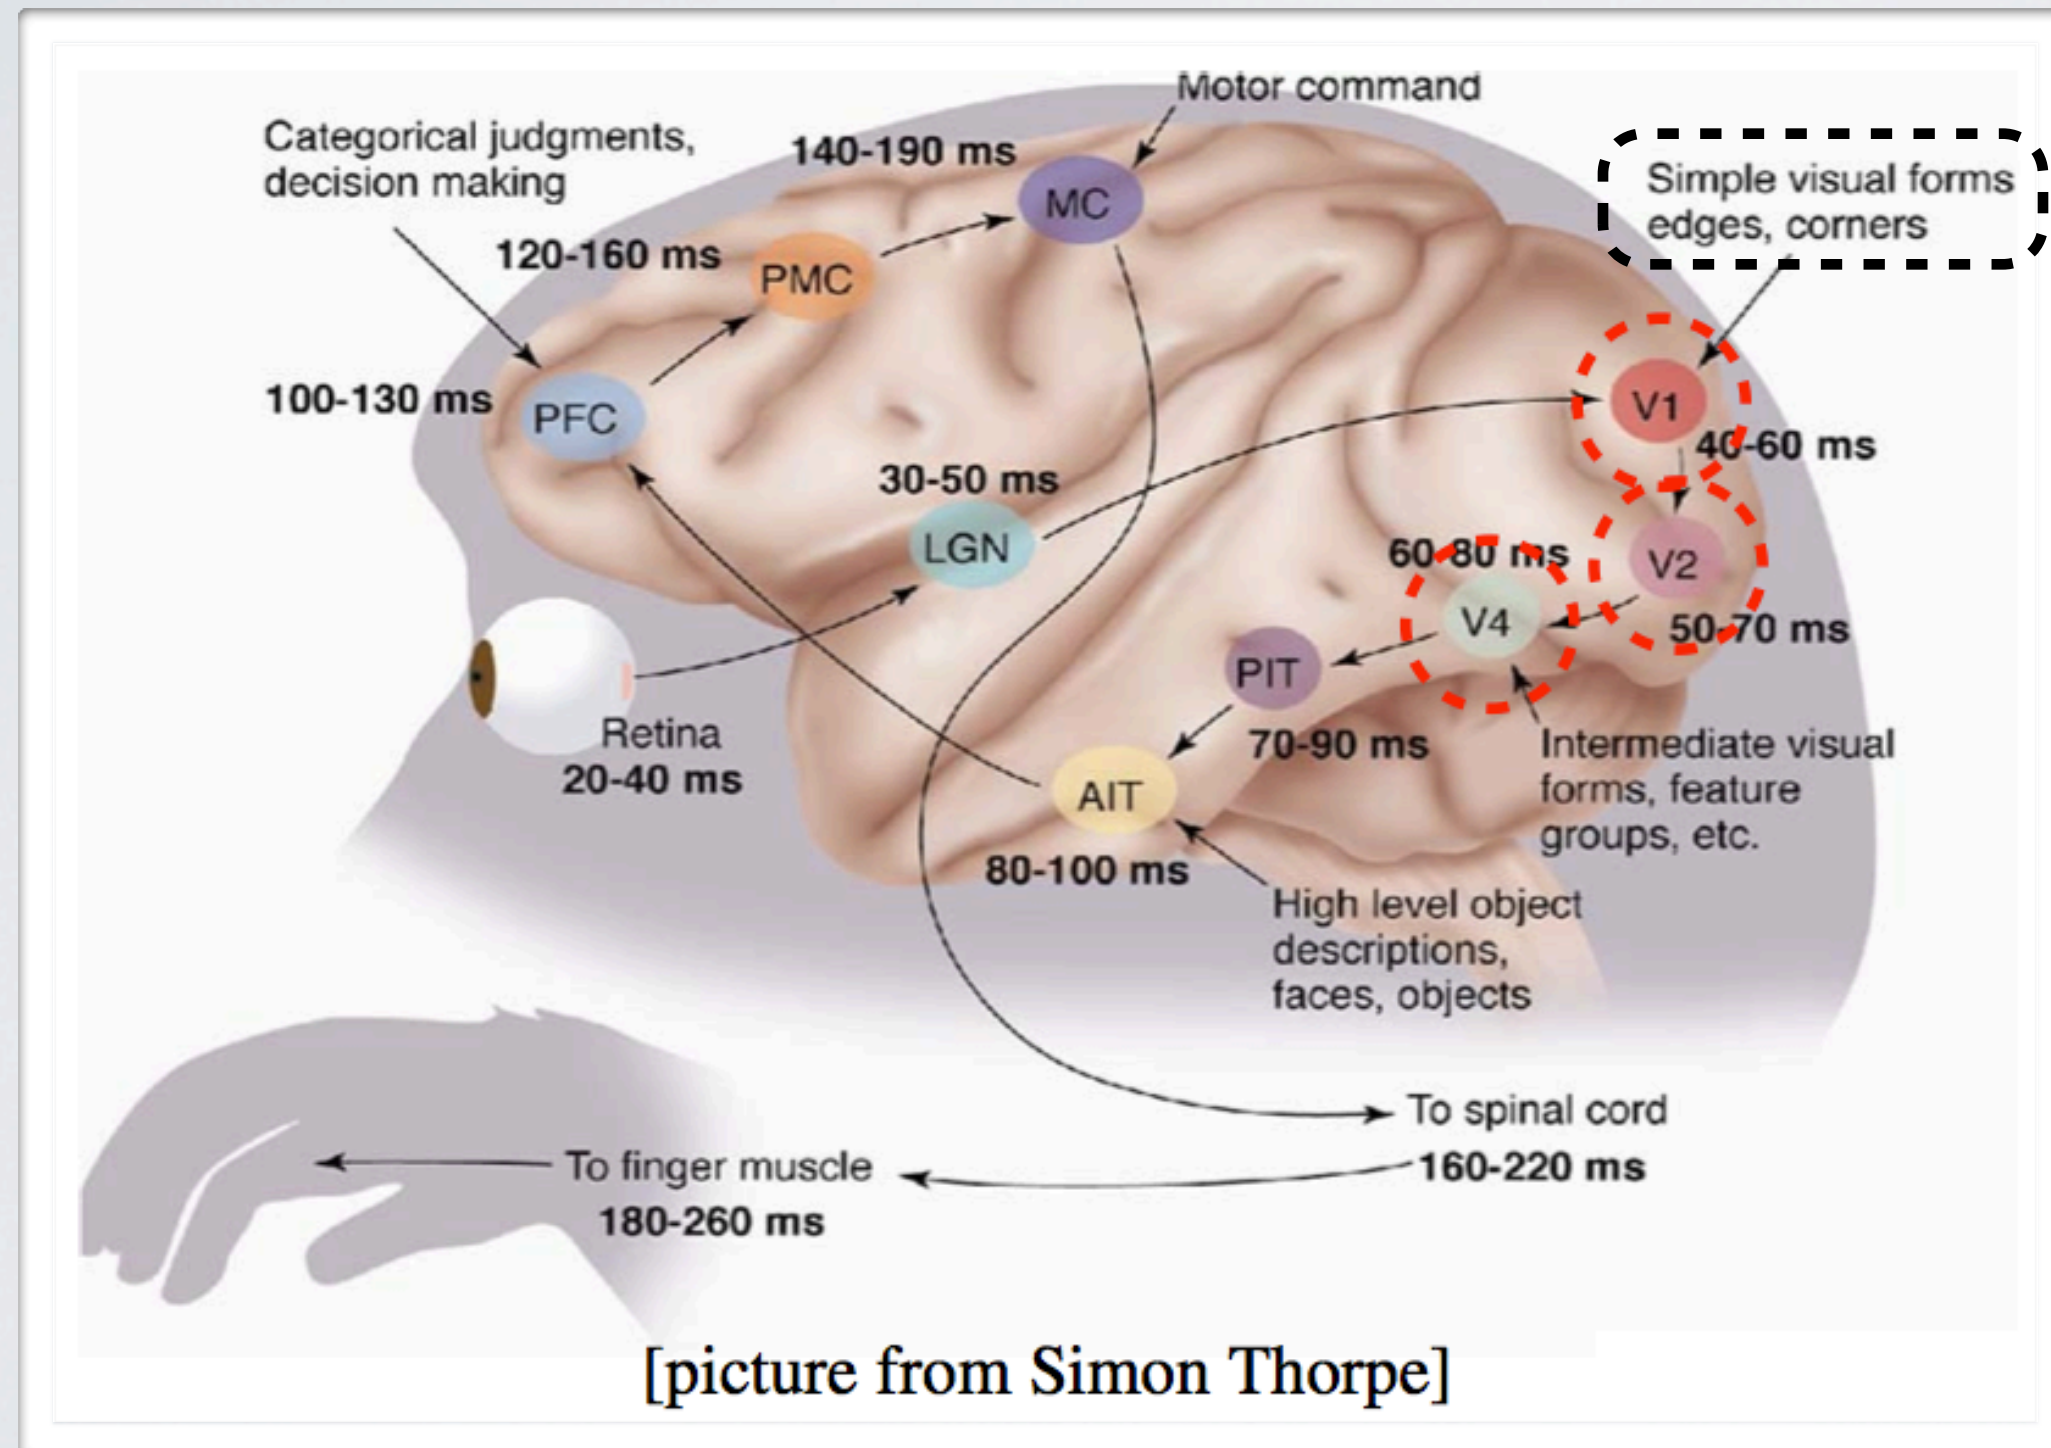 Motor command
Categorical judgments,
decision making
140-190 ms
MC
Simple visual forms
edges, corners
120-160 ms
PMC
100-130 ms
PFC
V1
40-60 ms
30-50 ms
LGN
60-80 ms
V2
V4
50-70 ms
PIT
Retina
20-40 ms
70-90 ms
Intermediate visual
forms, feature
groups, etc.
AIT
80-100 ms
High level object
descriptions,
faces, objects
To spinal cord
160-220 ms
To finger muscle
180-260 ms
[picture from Simon Thorpe]